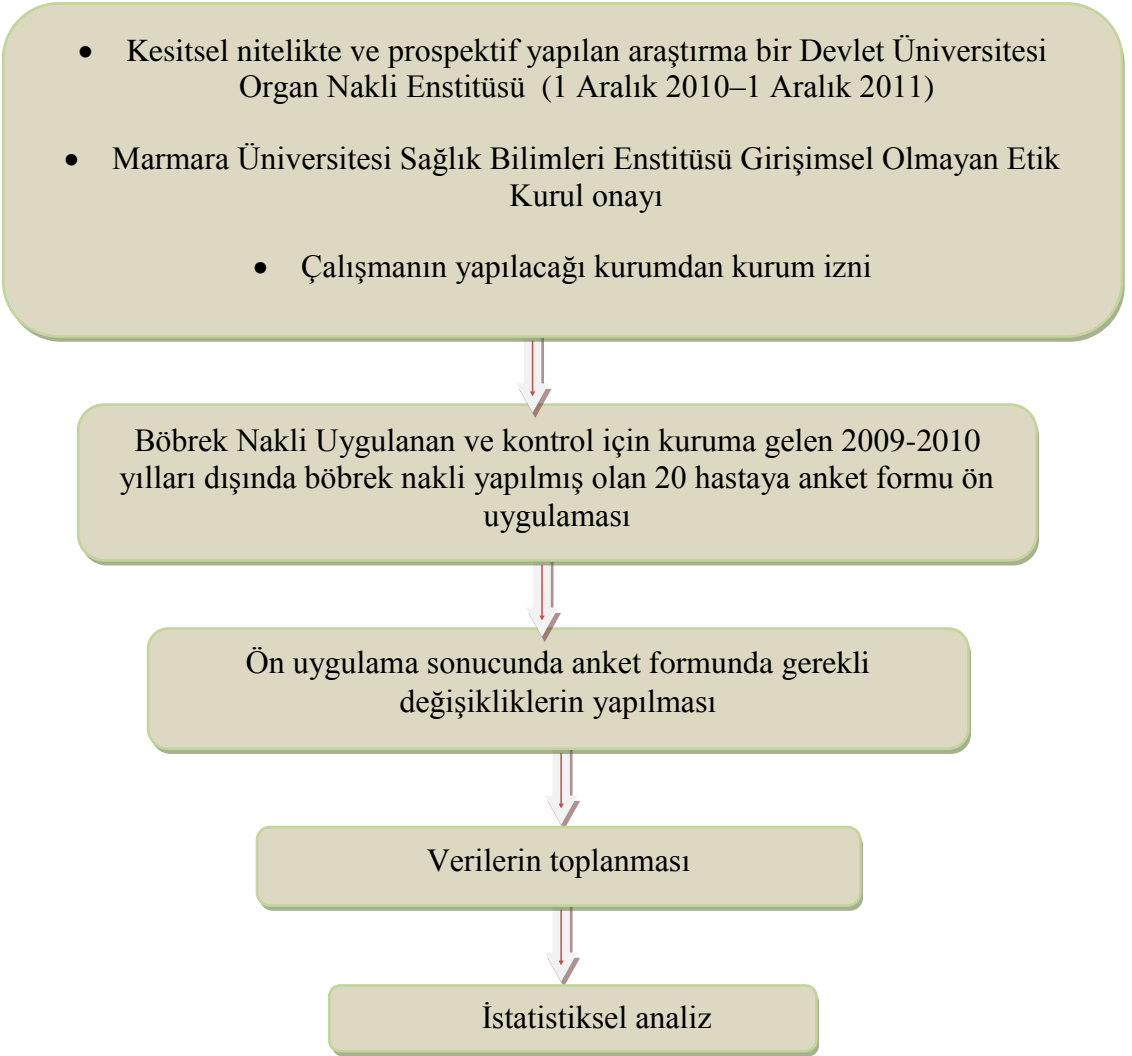 • Kesitsel nitelikte ve prospektif yapılan araştırma bir Devlet Üniversitesi
Organ Nakli Enstitüsü (1 Aralık 2010–1 Aralık 2011)
• Marmara Üniversitesi Sağlık Bilimleri Enstitüsü Girişimsel Olmayan Etik
Kurul onayı
• Çalışmanın yapılacağı kurumdan kurum izni
Böbrek Nakli Uygulanan ve kontrol için kuruma gelen 2009-2010
yılları dışında böbrek nakli yapılmış olan 20 hastaya anket formu ön
uygulaması
Ön uygulama sonucunda anket formunda gerekli
değişikliklerin yapılması
Verilerin toplanması
İstatistiksel analiz